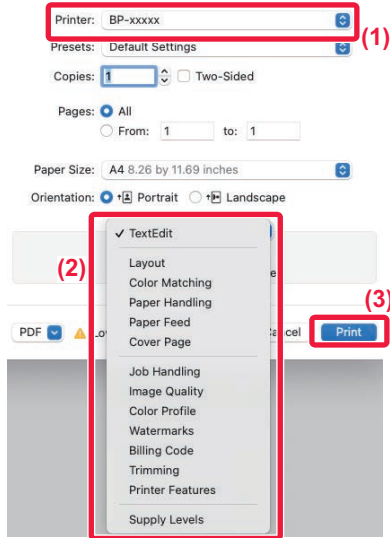 Printer: BP-xxxxx
(1)
Presets: Default Settings
Copies: 1 Two-Sided
Pages: All
From: 1 to: 1
Paper Size: A4 8.26 by 11.69 inches
Orientation: Portrait Landscape
(2)
✓ TextEdit
Layout
Color Matching
Paper Handling
Paper Feed
Cover Page
Job Handling
Image Quality
Color Profile
Watermarks
Billing Code
Trimming
Printer Features
Supply Levels
(3)
PDF Print